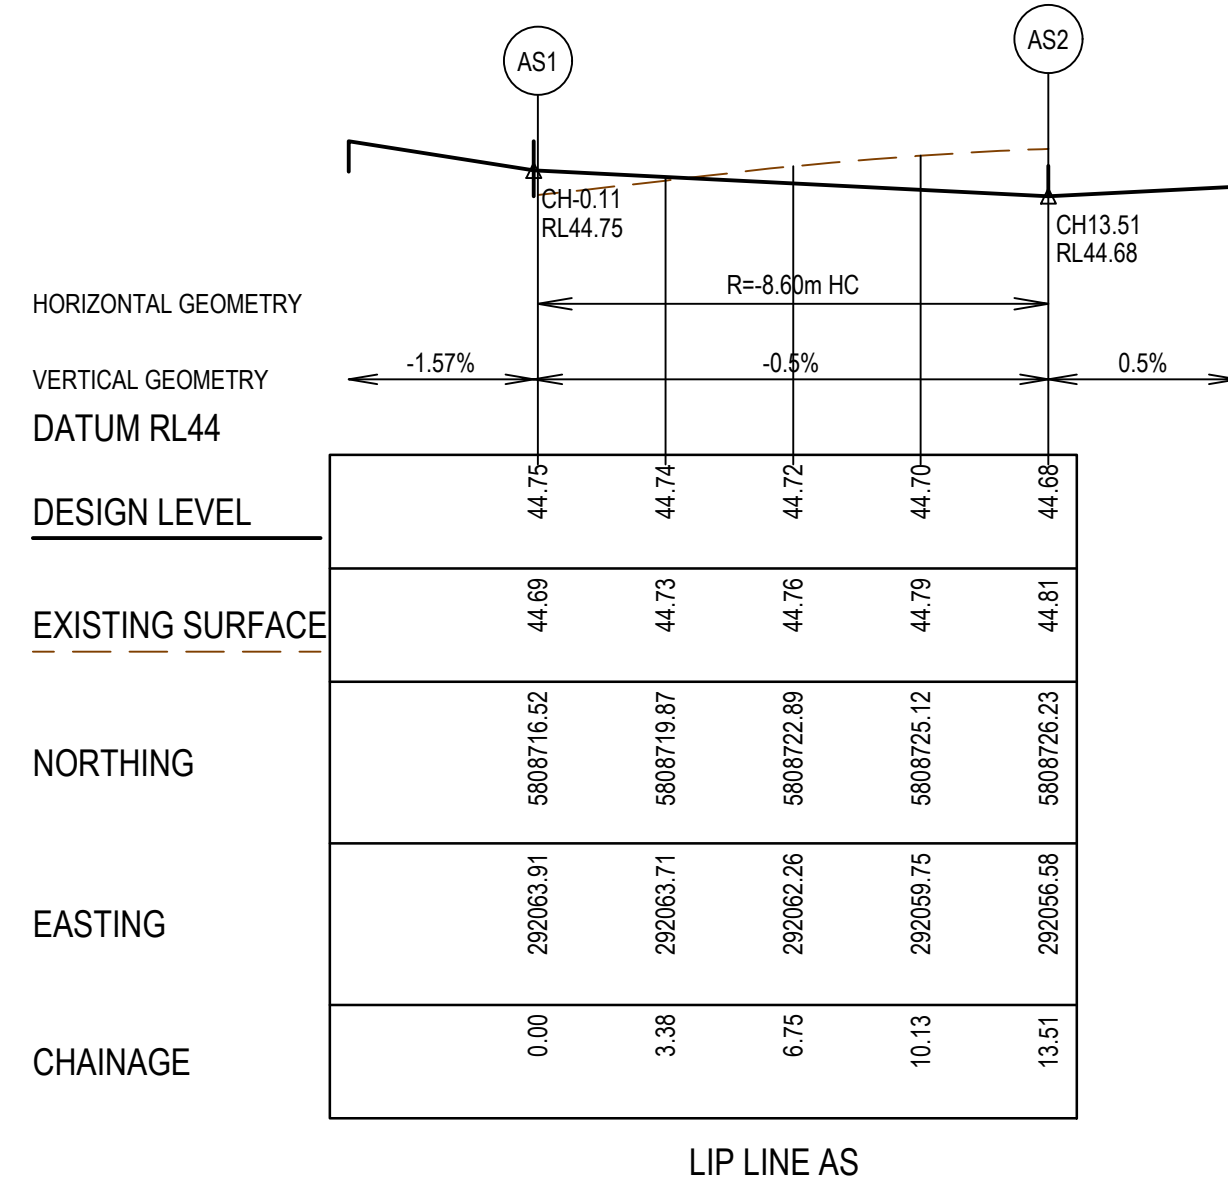 AS1
AS2
CH-0.11
RL44.75
CH13.51
RL44.68
HORIZONTAL GEOMETRY
R=-8.60m HC
VERTICAL GEOMETRY
-1.57%
-0.5%
0.5%
DATUM RL44
DESIGN LEVEL
44.75 44.74 44.72 44.70 44.68
EXISTING SURFACE
44.69 44.73 44.76 44.79 44.81
NORTHING
5808716.52 5808719.87 5808722.89 5808725.12 5808726.23
EASTING
292063.91 292063.71 292062.26 292059.75 292056.58
CHAINAGE
0.00 3.38 6.75 10.13 13.51
LIP LINE AS